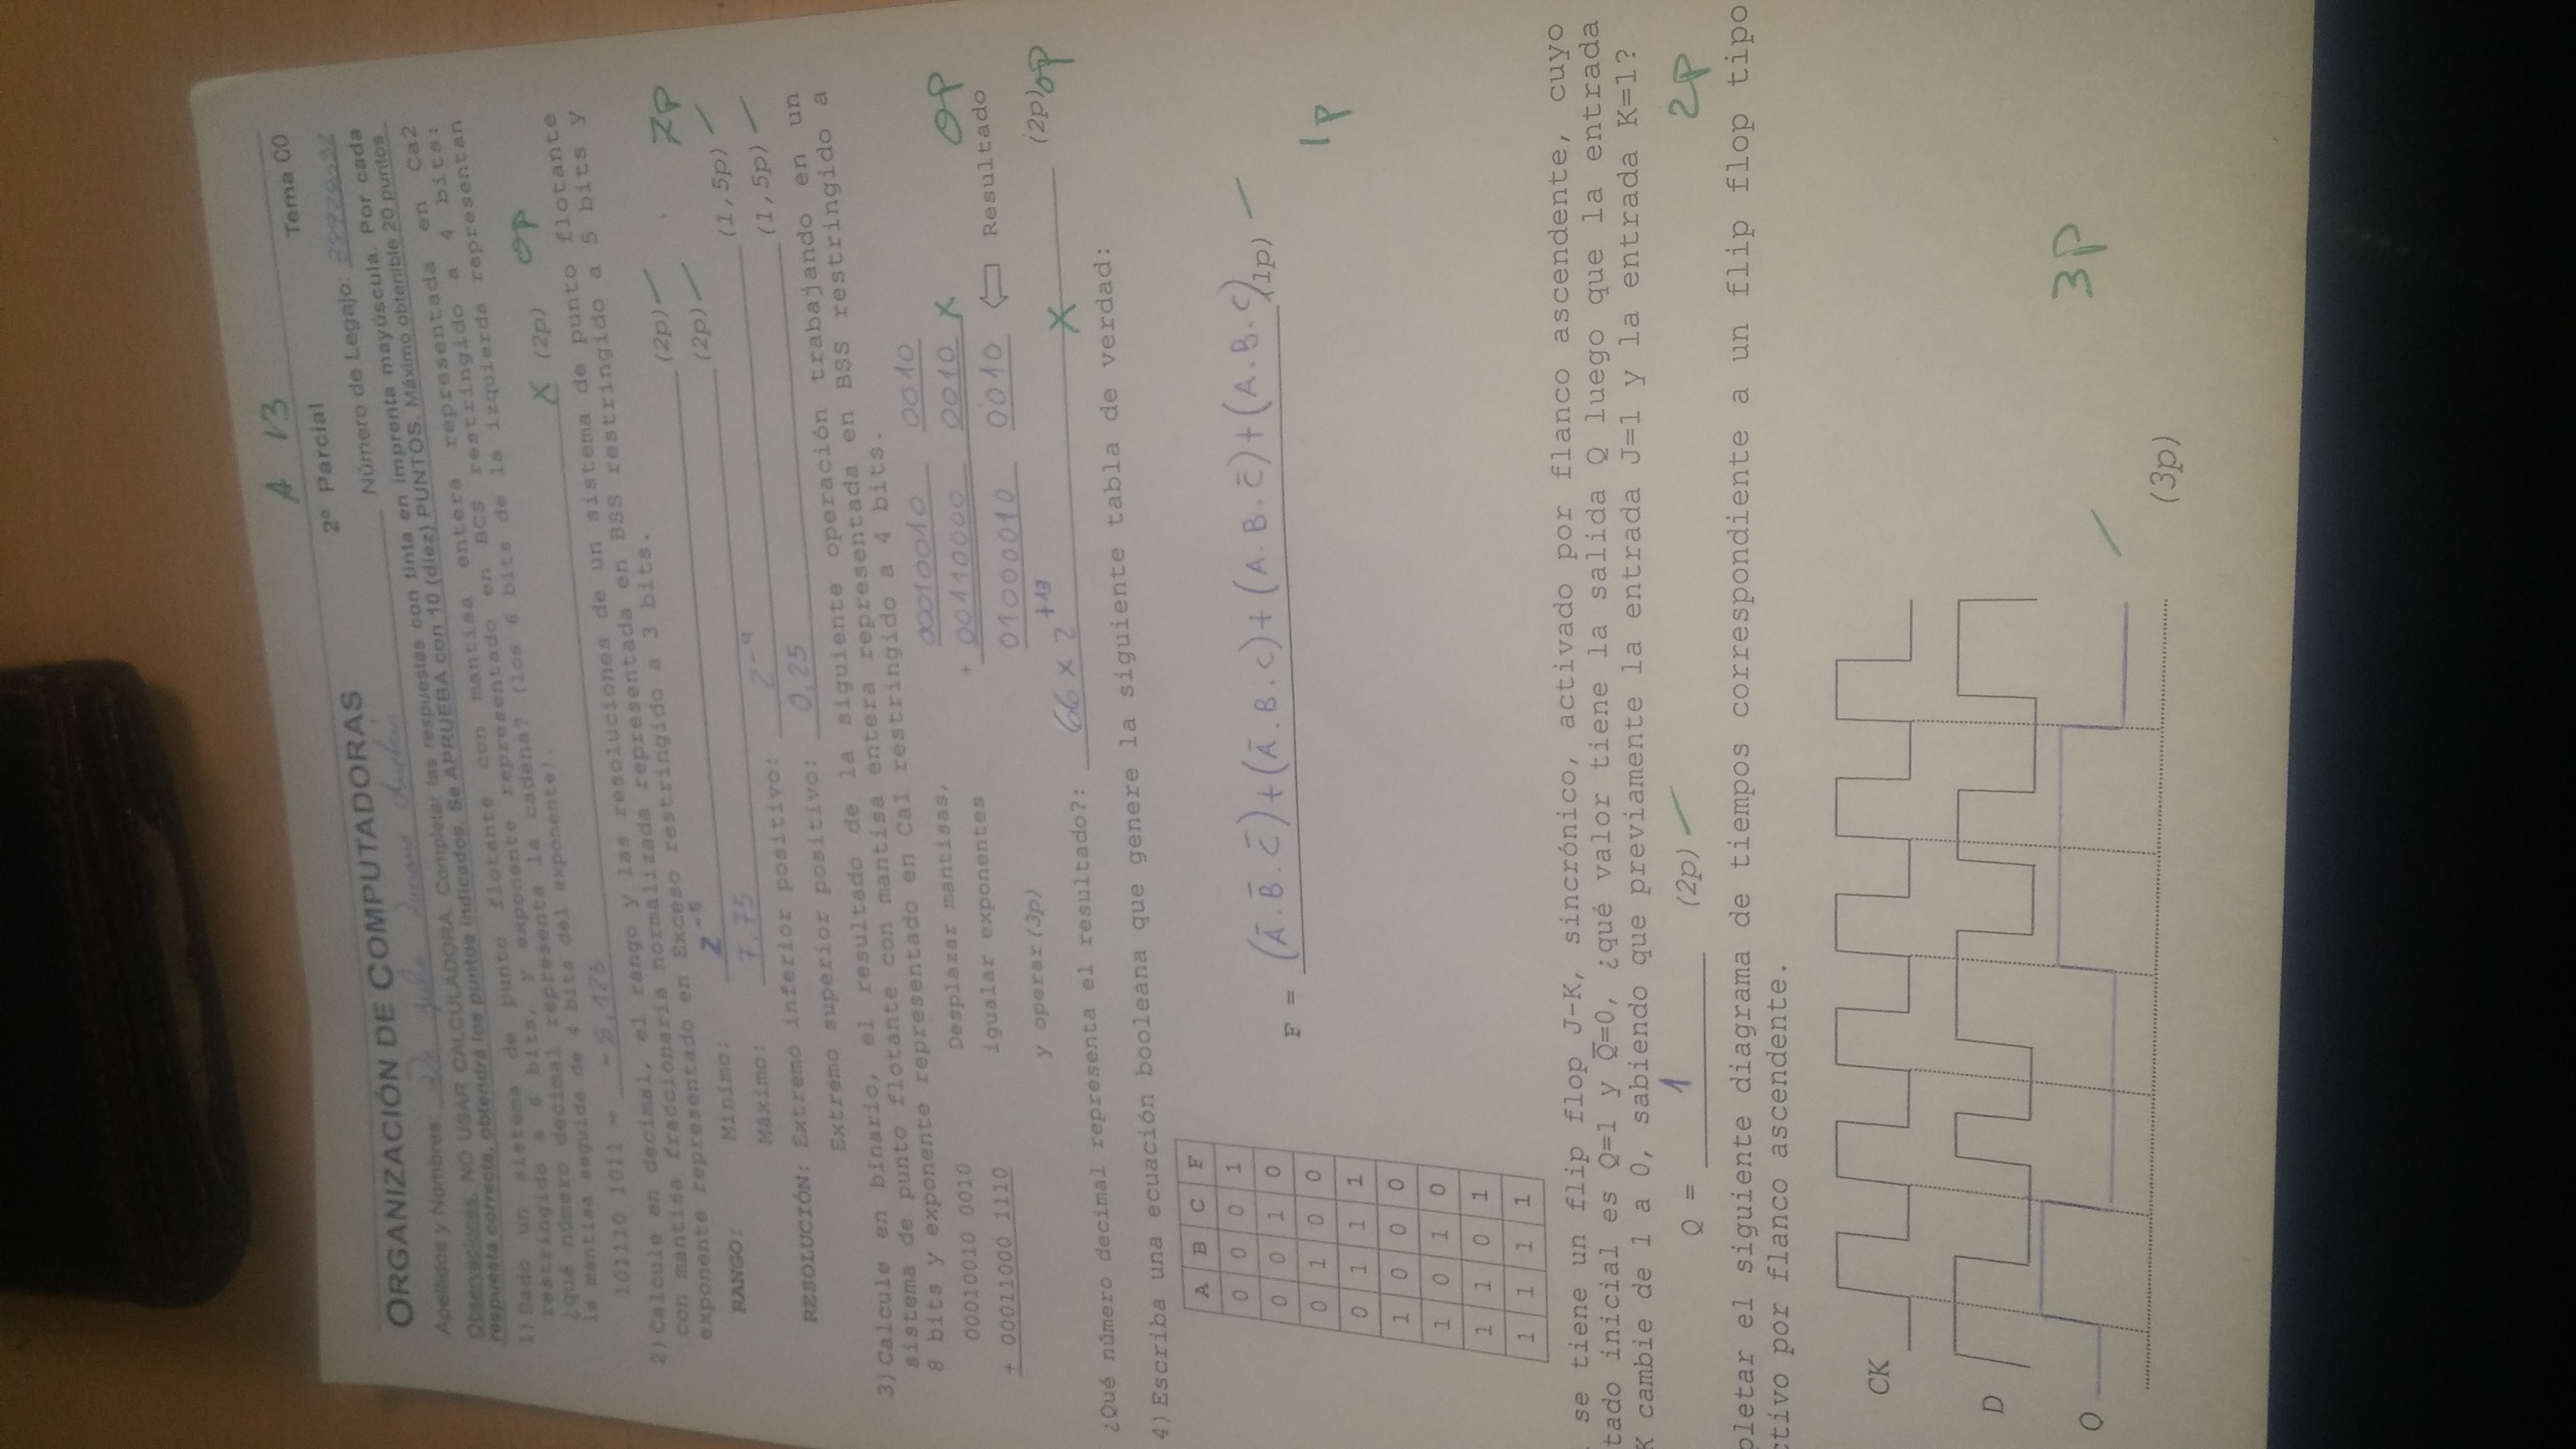 A 13
ORGANIZACIÓN DE COMPUTADORAS 2º Parcial Tema C0
Apellidos y Nombres: De Luciano Número de Legajo:
Observaciones: NO USAR CALCULADORA. Completar las respuestas con tinta en imprenta mayúscula. Por cada
respuesta correcta, obtendrá los puntos indicados. Se APRUEBA con 10 (diez) PUNTOS. Máximo obtenible 20 puntos
1) Dado un sistema de punto flotante con mantisa entera representada en Ca2
restringido a 6 bits, y exponente representado en BCS restringido a 4 bits:
¿qué número decimal representa la cadena? (los 6 bits de la izquierda representan
la mantisa seguida de 4 bits del exponente).
101110 1011 = -8,125 X (2p) 0p
2) Calcule en decimal, el rango y las resoluciones de un sistema de punto flotante
con mantisa fraccionaria normalizada representada en BSS restringido a 5 bits y
exponente representado en Exceso restringido a 3 bits.
RANGO: Mínimo: 2⁻⁵ (2p) ✓ 7p
Máximo: 7,75 (2p) ✓
RESOLUCIÓN: Extremo inferior positivo: 2⁻⁹ (1,5p) ✓
Extremo superior positivo: 0,25 (1,5p) ✓
3) Calcule en binario, el resultado de la siguiente operación trabajando en un
sistema de punto flotante con mantisa entera representada en BSS restringido a
8 bits y exponente representado en Ca1 restringido a 4 bits.
00010010 0010 Desplazar mantisas, 00010010 0010
+ 00011000 1110 igualar exponentes + 00110000 0010 X 0p
y operar (3p) 01000010 0010 ⇦ Resultado
¿Qué número decimal representa el resultado?: 66 x 2 X (2p) 0p
4) Escriba una ecuación booleana que genere la siguiente tabla de verdad:
A B C F
0 0 0 1
0 0 1 0
0 1 0 0
0 1 1 1
1 0 0 0
1 0 1 0
1 1 0 1
1 1 1 1
F = (Ā.B̄.C̄)+(Ā.B.C)+(A.B.C̄)+(A.B.C) (1p) ✓
1p
se tiene un flip flop J-K, sincrónico, activado por flanco ascendente, cuyo
tado inicial es Q=1 y Q̄=0, ¿qué valor tiene la salida Q luego que la entrada
K cambie de 1 a 0, sabiendo que previamente la entrada J=1 y la entrada K=1?
Q = 1 (2p) ✓ 2p
pletar el siguiente diagrama de tiempos correspondiente a un flip flop tipo
ctivo por flanco ascendente.
CK
D
Q
✓ 3p
(3p)